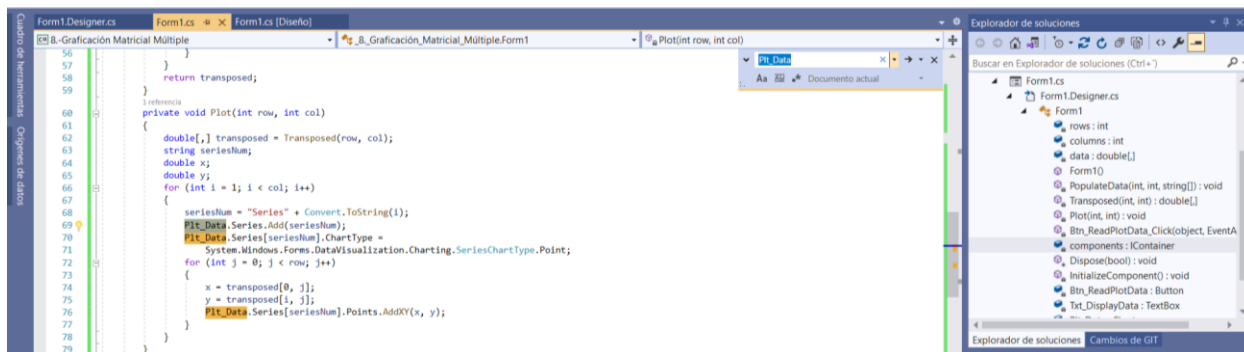 Form1.Designer.cs
Form1.cs
Form1.cs [Diseño]
8.-Graficación Matricial Múltiple
_8._Graficación_Matricial_Múltiple.Form1
Plot(int row, int col)
Cuadro de herramientas
Orígenes de datos
Plt_Data
Aa
Documento actual
56 }
57 }
58 return transposed;
59 }
1 referencia
60 private void Plot(int row, int col)
61 {
62 double[,] transposed = Transposed(row, col);
63 string seriesNum;
64 double x;
65 double y;
66 for (int i = 1; i < col; i++)
67 {
68 seriesNum = "Series" + Convert.ToString(i);
69 Plt_Data.Series.Add(seriesNum);
70 Plt_Data.Series[seriesNum].ChartType =
71 System.Windows.Forms.DataVisualization.Charting.SeriesChartType.Point;
72 for (int j = 0; j < row; j++)
73 {
74 x = transposed[0, j];
75 y = transposed[i, j];
76 Plt_Data.Series[seriesNum].Points.AddXY(x, y);
77 }
78 }
79 }
Explorador de soluciones
Buscar en Explorador de soluciones (Ctrl+´)
Form1.cs
Form1.Designer.cs
Form1
rows : int
columns : int
data : double[,]
Form1()
PopulateData(int, int, string[]) : void
Transposed(int, int) : double[,]
Plot(int, int) : void
Btn_ReadPlotData_Click(object, EventA
components : IContainer
Dispose(bool) : void
InitializeComponent() : void
Btn_ReadPlotData : Button
Txt_DisplayData : TextBox
Explorador de soluciones
Cambios de GIT